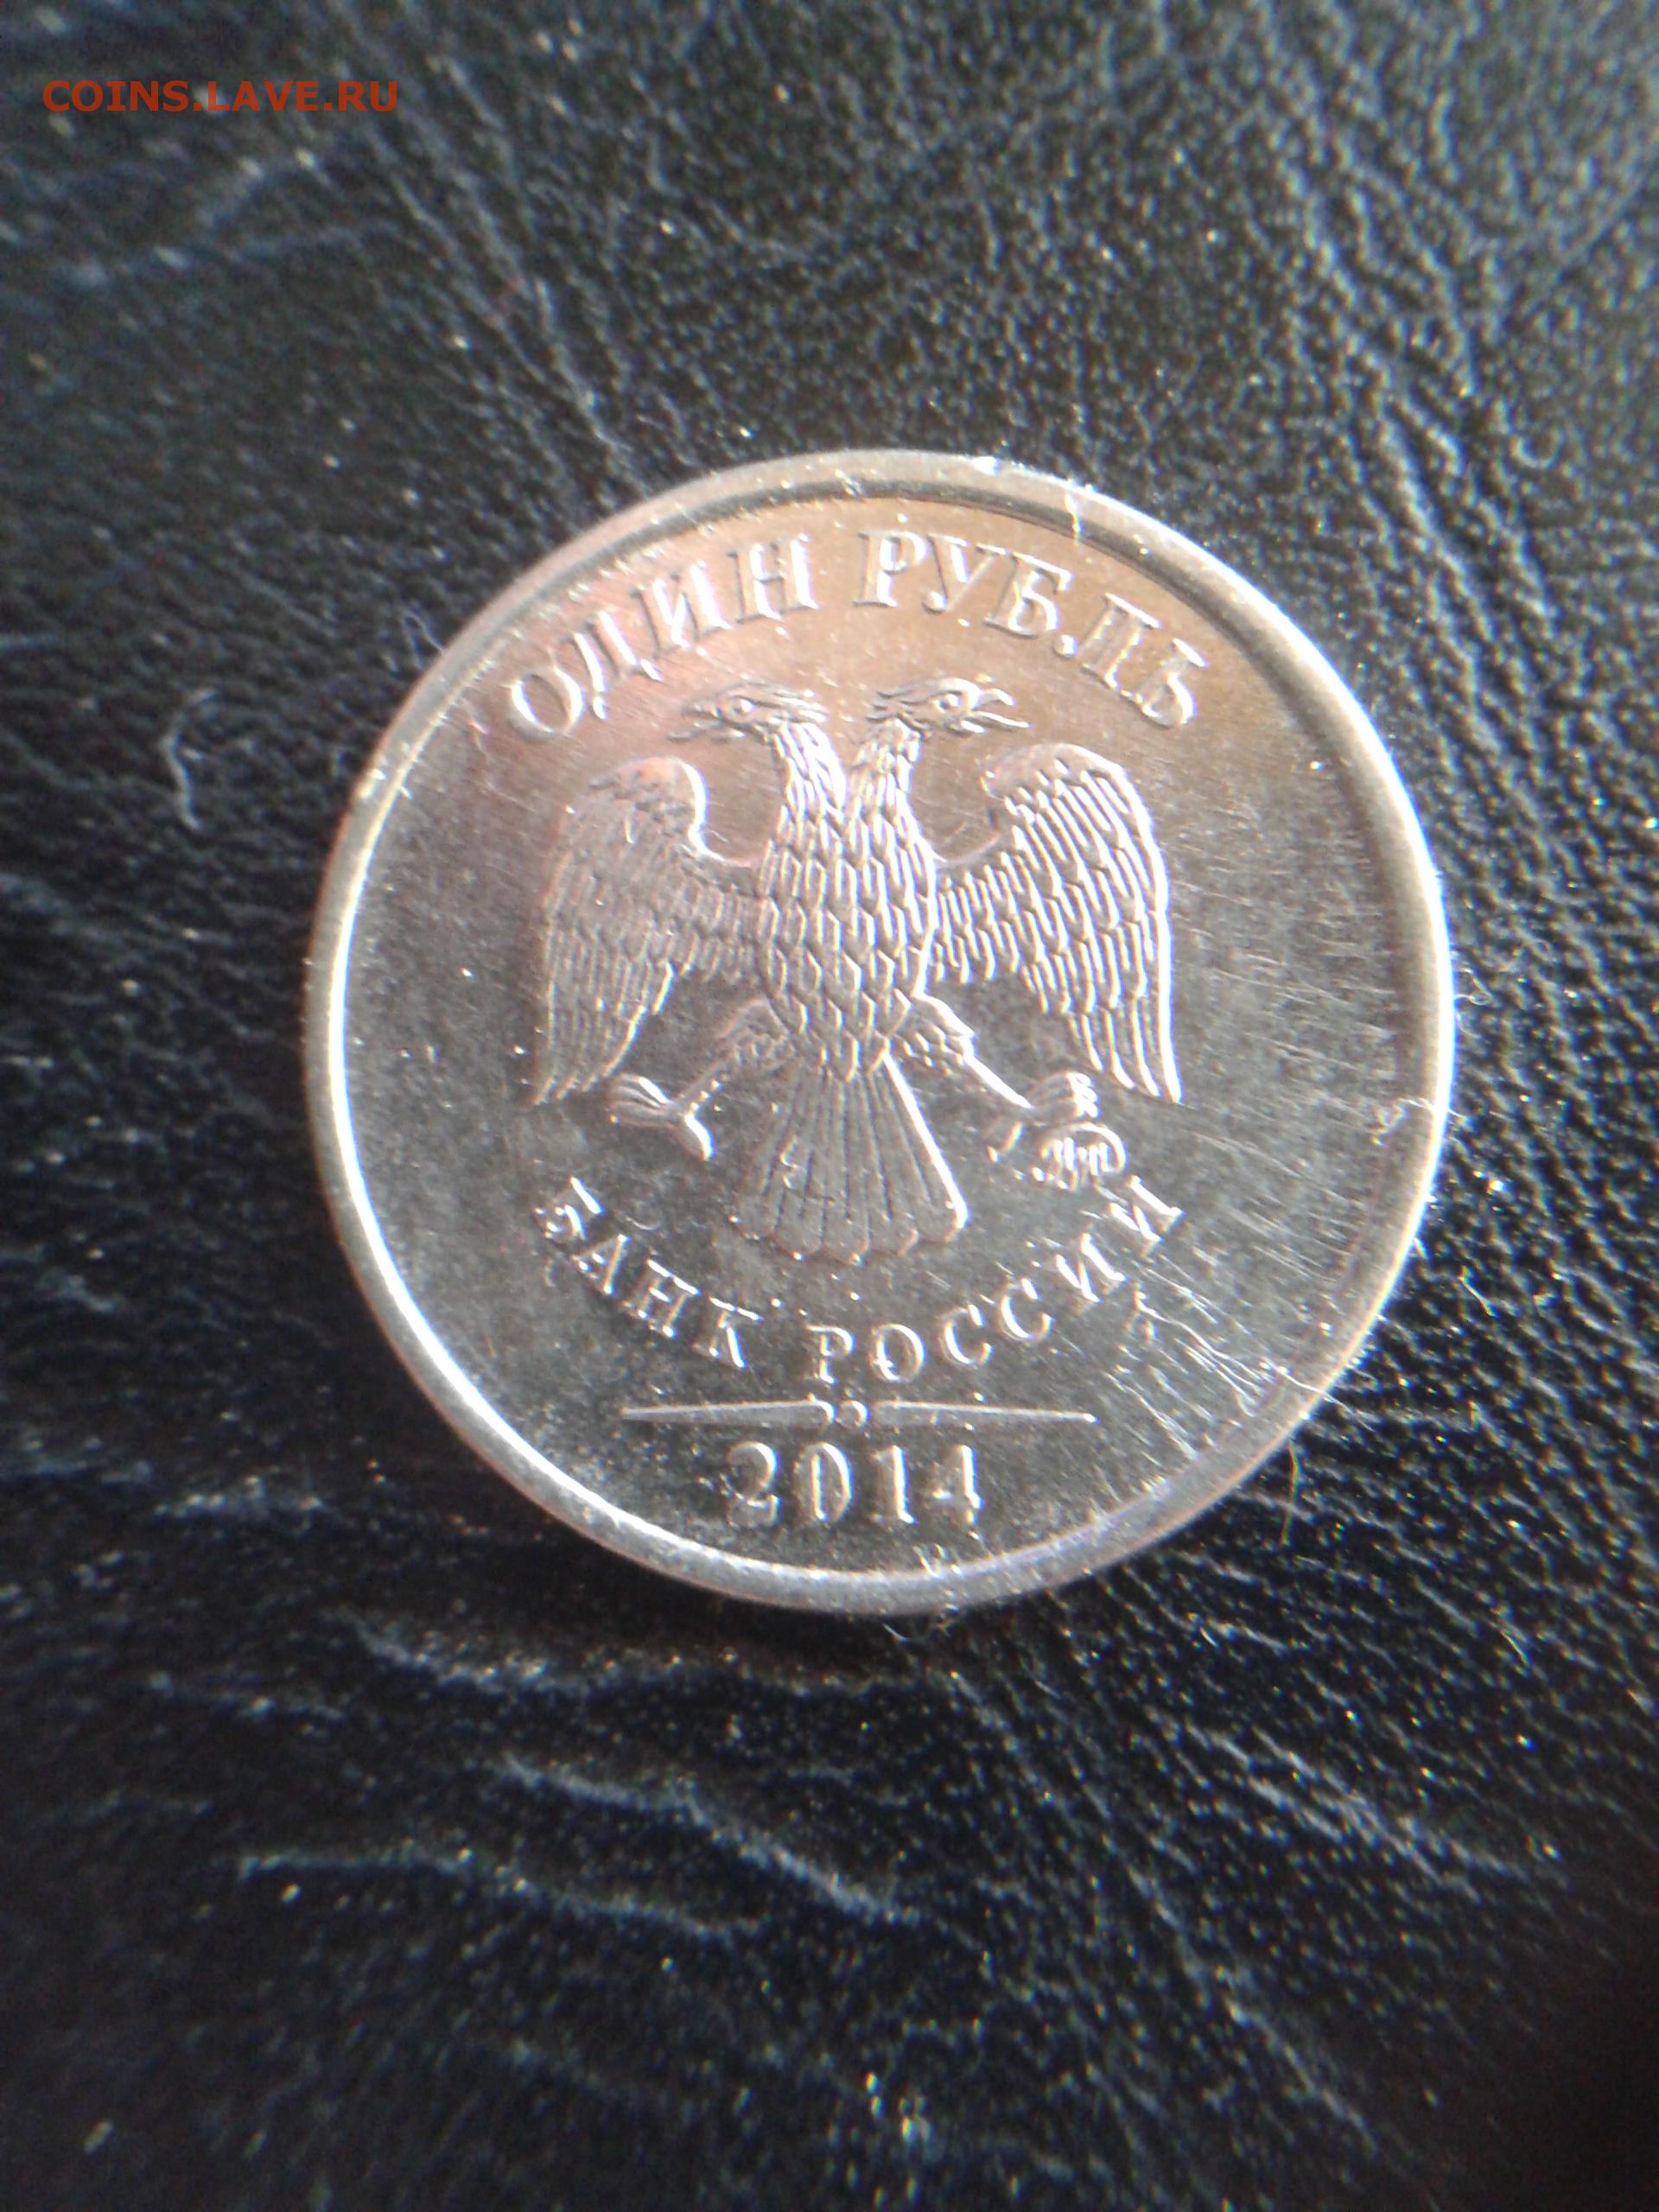 COINS.LAVE.RU
ОДИН РУБЛЬ
БАНК РОССИИ
2014